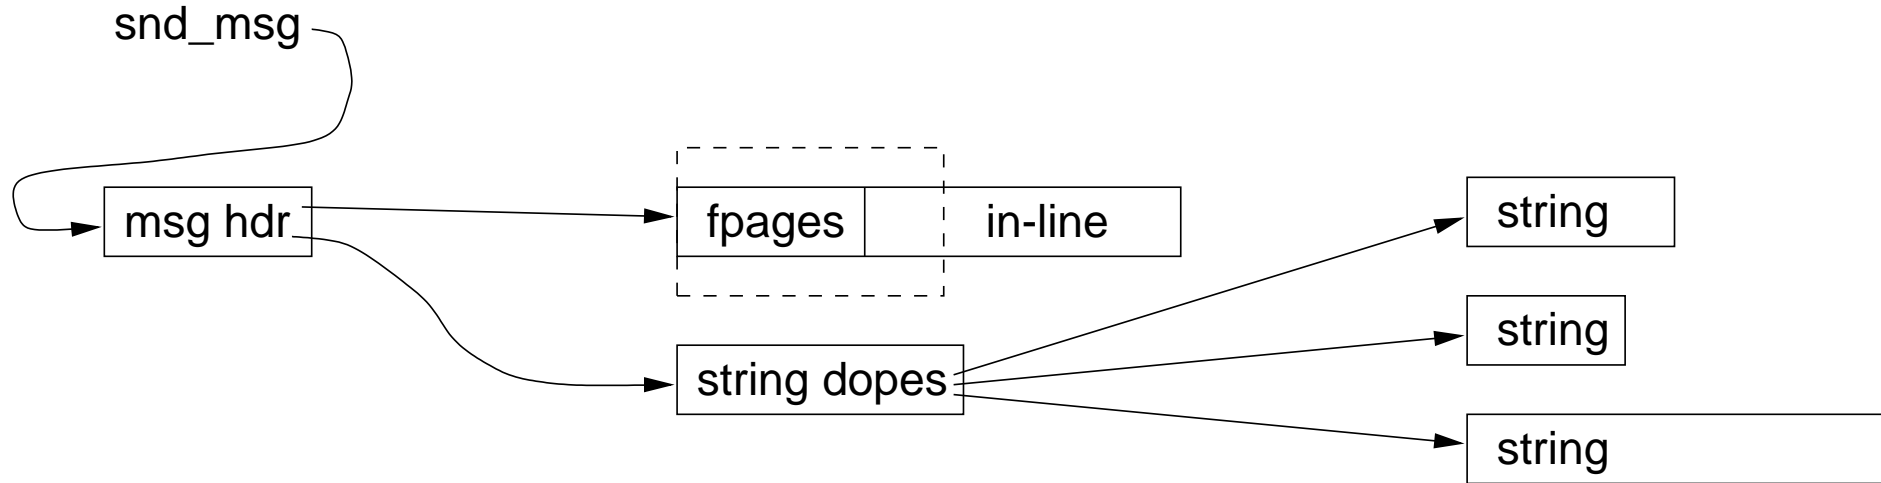 snd_msg
msg hdr
fpages
in-line
string dopes
string
string
string